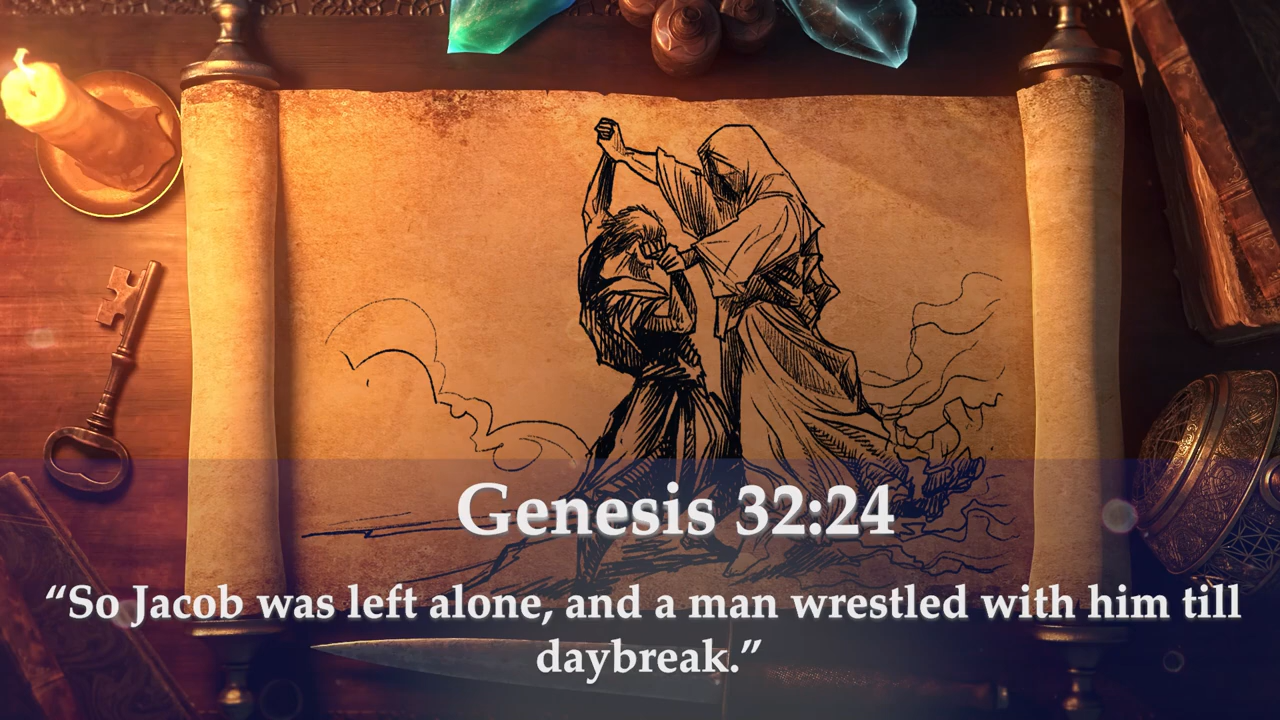 Genesis 32:24
“So Jacob was left alone, and a man wrestled with him till
daybreak.”